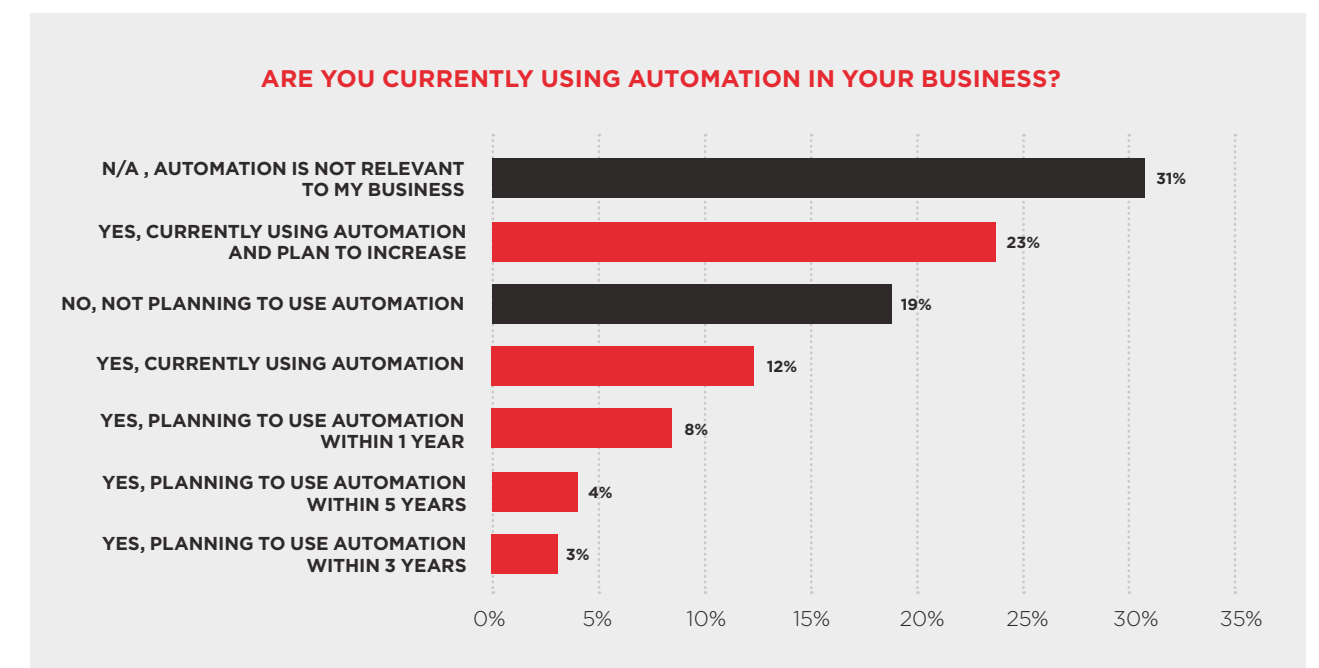 ARE YOU CURRENTLY USING AUTOMATION IN YOUR BUSINESS?
N/A , AUTOMATION IS NOT RELEVANT
TO MY BUSINESS
31%
YES, CURRENTLY USING AUTOMATION
AND PLAN TO INCREASE
23%
NO, NOT PLANNING TO USE AUTOMATION
19%
YES, CURRENTLY USING AUTOMATION
12%
YES, PLANNING TO USE AUTOMATION
WITHIN 1 YEAR
8%
YES, PLANNING TO USE AUTOMATION
WITHIN 5 YEARS
4%
YES, PLANNING TO USE AUTOMATION
WITHIN 3 YEARS
3%
0% 5% 10% 15% 20% 25% 30% 35%